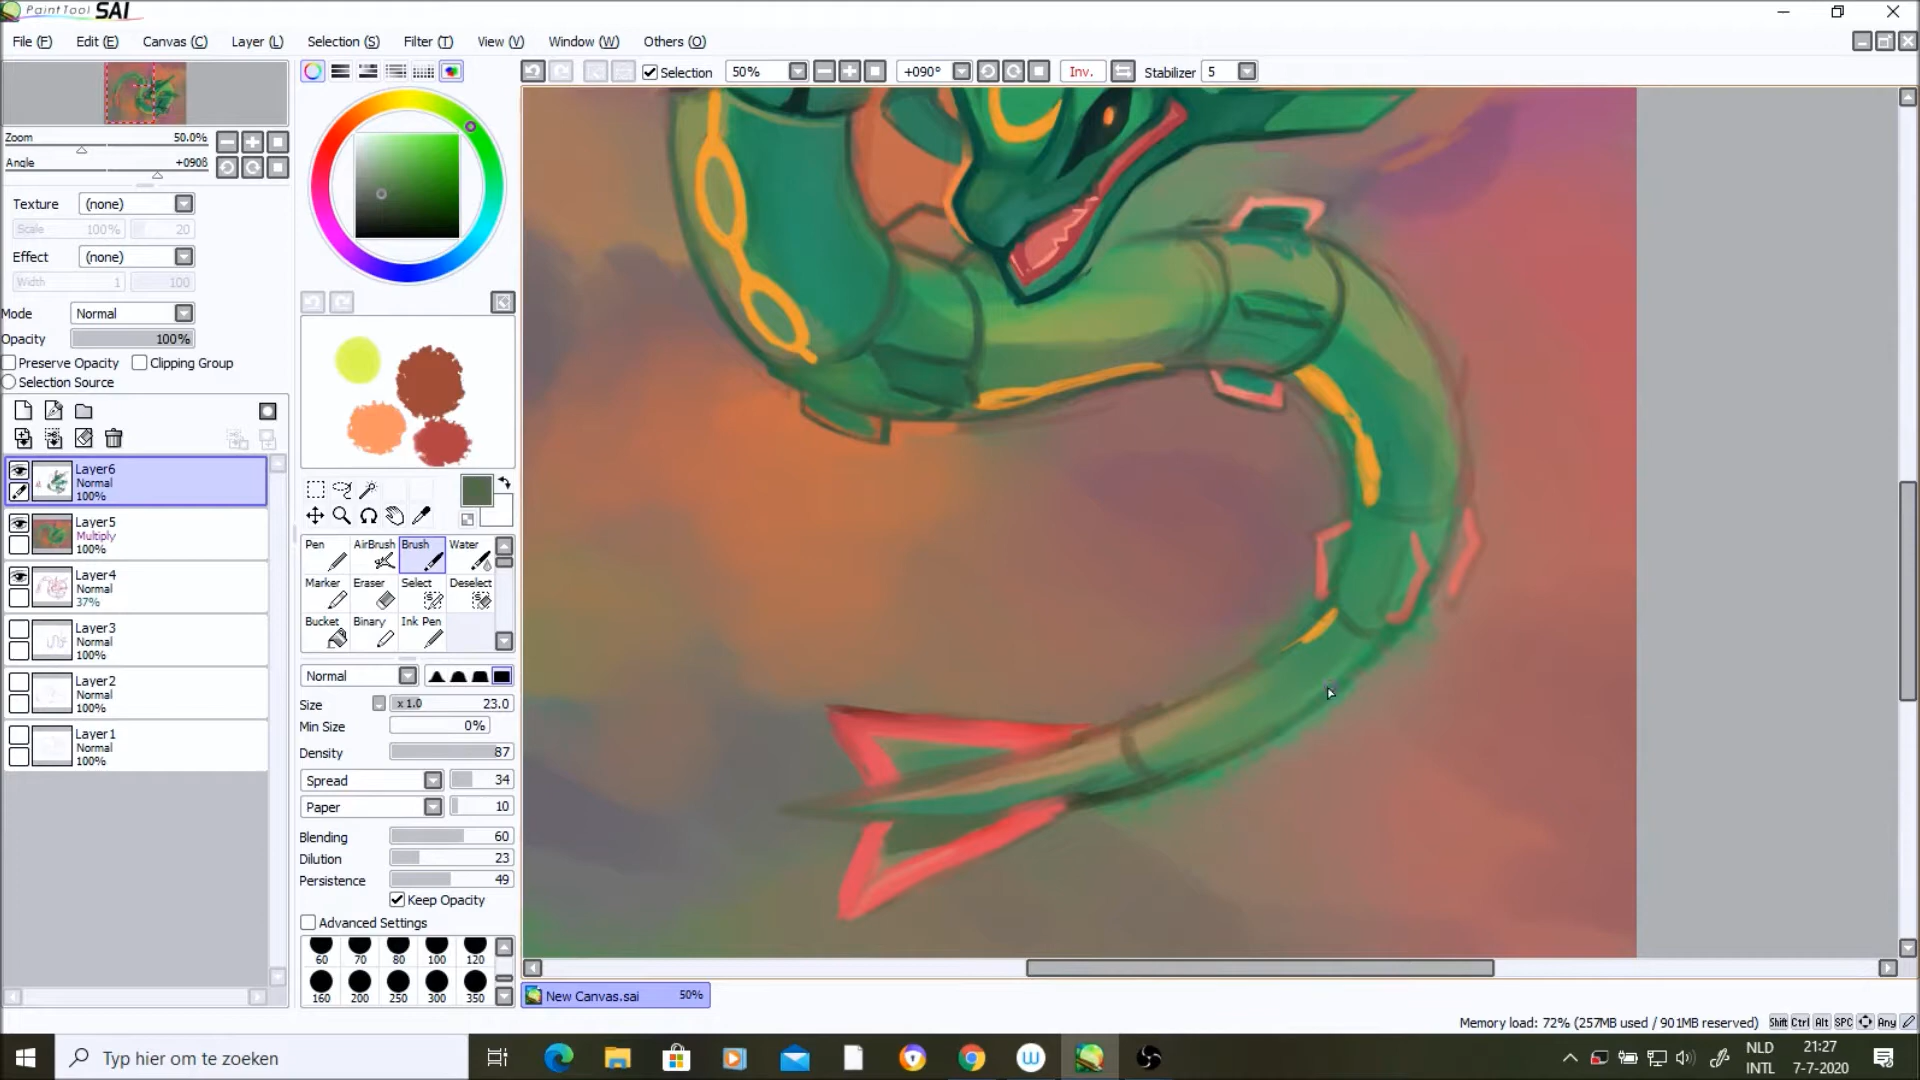 PaintTool SAI
File (F) Edit (E) Canvas (C) Layer (L) Selection (S) Filter (T) View (V) Window (W) Others (O)
Selection 50% +090° Inv. Stabilizer 5
Zoom 50.0%
Angle +090ß
Texture (none)
Scale 100% 20
Effect (none)
Width 1 100
Mode Normal
Opacity 100%
Preserve Opacity Clipping Group
Selection Source
Layer6
Normal
100%
Layer5
Multiply
100%
Layer4
Normal
37%
Layer3
Normal
100%
Layer2
Normal
100%
Layer1
Normal
100%
Pen AirBrush Brush Water
Marker Eraser Select Deselect
Bucket Binary Ink Pen
Normal
Size x 1.0 23.0
Min Size 0%
Density 87
Spread 34
Paper 10
Blending 60
Dilution 23
Persistence 49
Keep Opacity
Advanced Settings
60 70 80 100 120
160 200 250 300 350
New Canvas.sai 50%
Memory load: 72% (257MB used / 901MB reserved) Shift Ctrl Alt SPC Any
Typ hier om te zoeken
NLD
INTL
21:27
7-7-2020